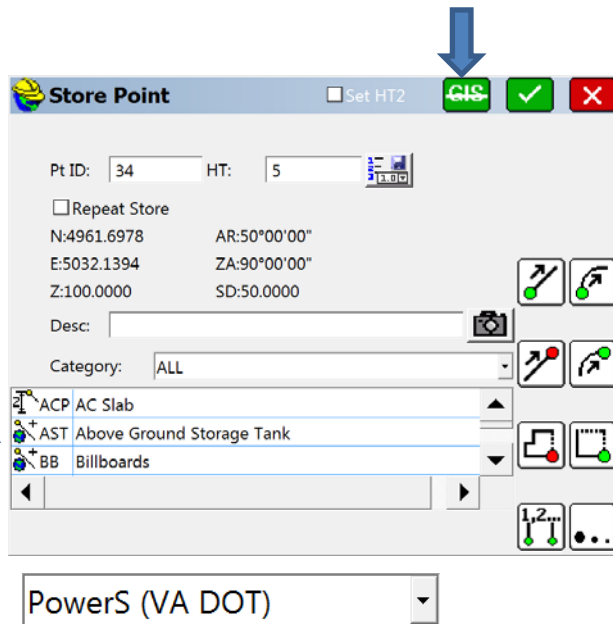 Store Point Set HT2 GIS
Pt ID: 34 HT: 5 1.0
Repeat Store
N:4961.6978 AR:50°00'00"
E:5032.1394 ZA:90°00'00"
Z:100.0000 SD:50.0000
Desc:
Category: ALL
ACP AC Slab
AST Above Ground Storage Tank
BB Billboards
1,2...
PowerS (VA DOT)